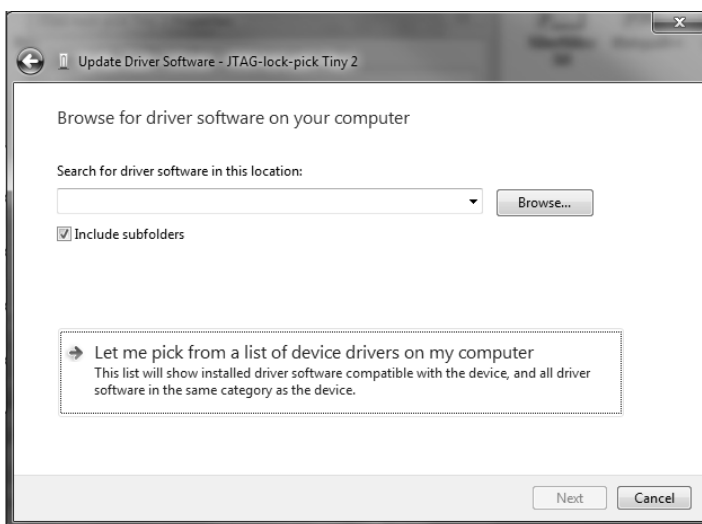 Update Driver Software - JTAG-lock-pick Tiny 2
Browse for driver software on your computer
Search for driver software in this location:
Browse...
Include subfolders
Let me pick from a list of device drivers on my computer
This list will show installed driver software compatible with the device, and all driver
software in the same category as the device.
Next
Cancel